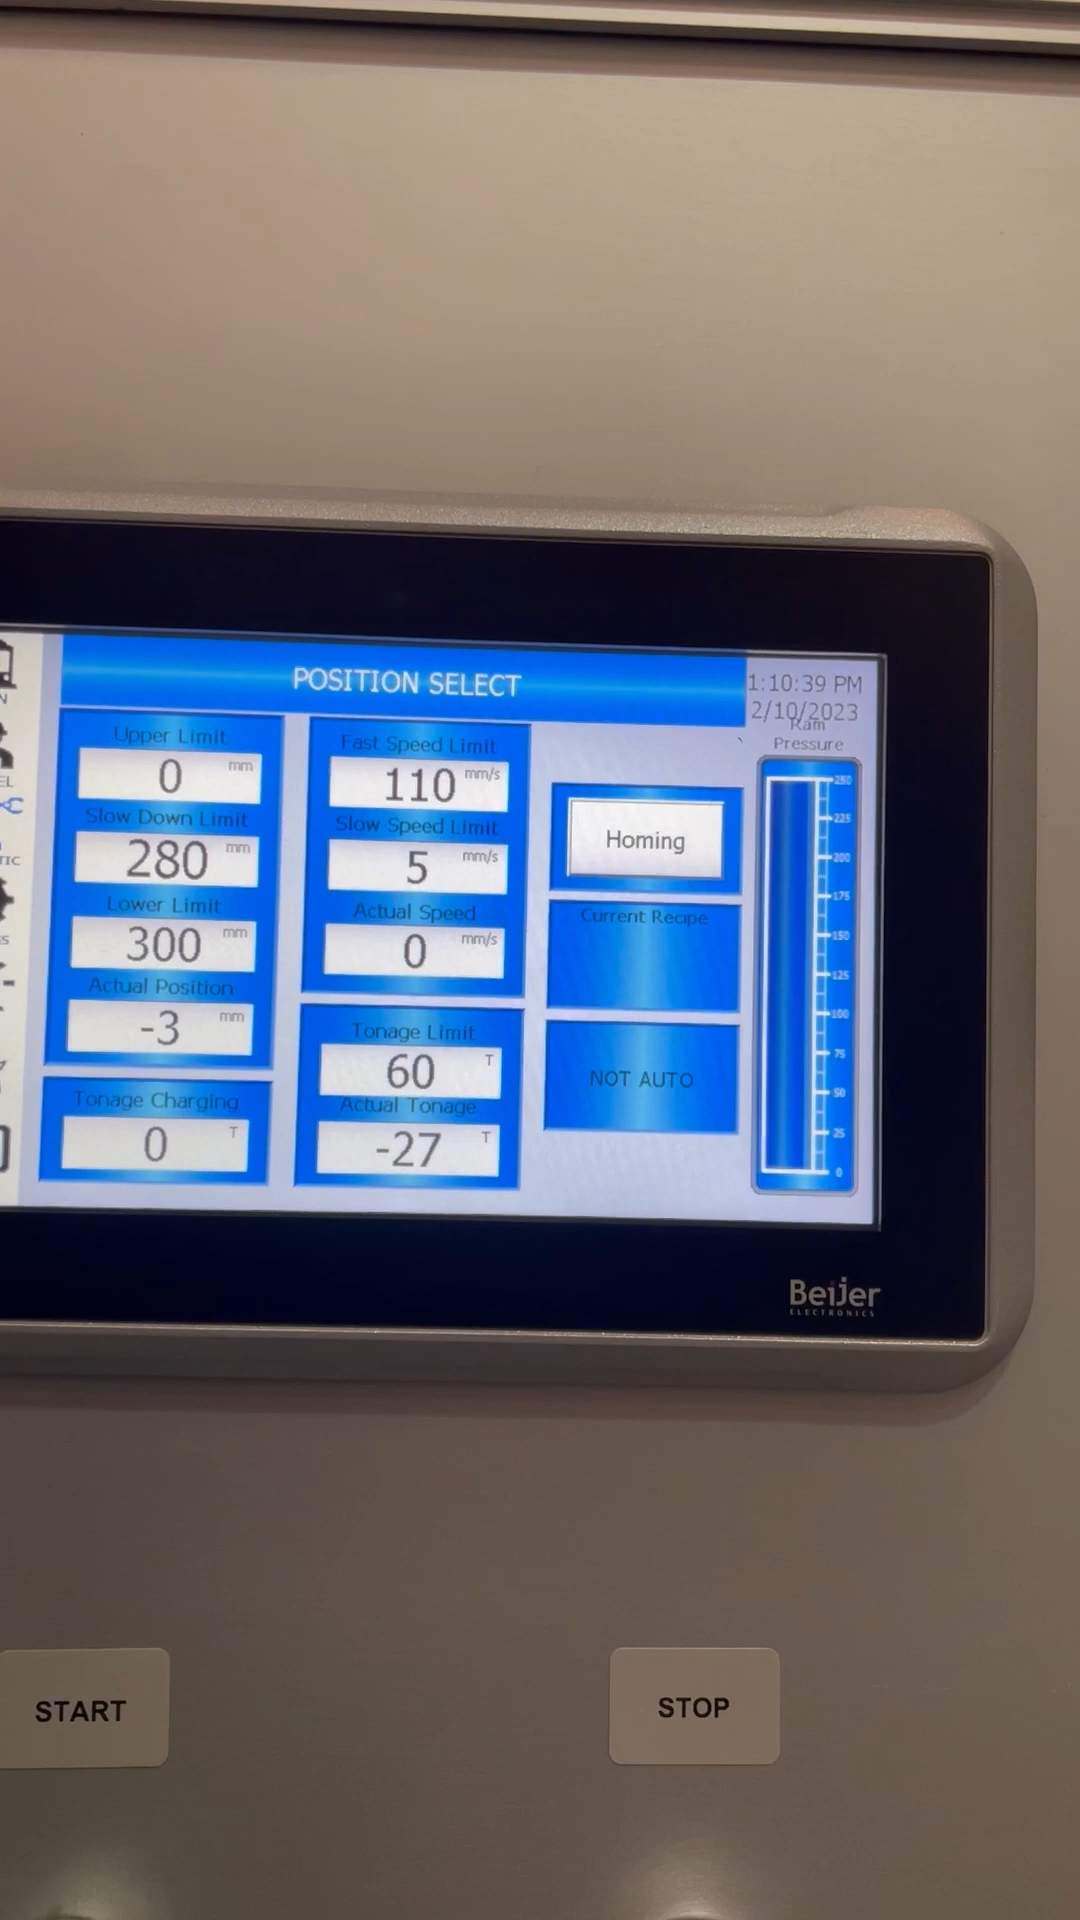 POSITION SELECT
1:10:39 PM
2/10/2023
Upper Limit
0 mm
Slow Down Limit
280 mm
Lower Limit
300 mm
Actual Position
-3 mm
Tonage Charging
0 T
Fast Speed Limit
110 mm/s
Slow Speed Limit
5 mm/s
Actual Speed
0 mm/s
Tonage Limit
60 T
Actual Tonage
-27 T
Homing
Current Recipe
NOT AUTO
Ram
Pressure
250
225
200
175
150
125
100
75
50
25
0
N
EL
TIC
S
Beijer
ELECTRONICS
START
STOP